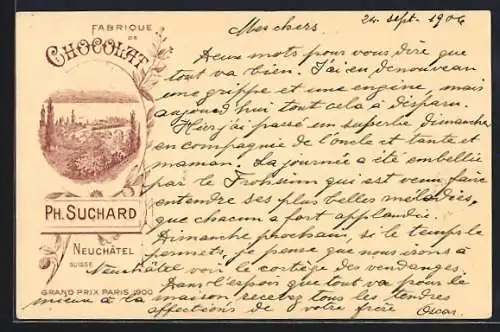 FABRIQUE
DE
CHOCOLAT
PH. SUCHARD
NEUCHÂTEL
SUISSE
GRAND PRIX PARIS 1900
24 sept. 1906
Mes chers.
Deux mots pour vous dire que
tout va bien. J'ai eu de nouveau
une grippe et une angine, mais
aujourd'hui tout cela a disparu.
Hier j'ai passé un superbe dimanche
en compagnie de l'oncle et tante et
maman. La journée a été embellie
par le Frohsinn qui est venu faire
entendre ses plus belles mélodies,
que chacun a fort applaudie.
Dimanche prochain, si le temps le
permets, je pense que nous irons à
Neuchâtel voir le cortège des vendanges.
Dans l'espoir que tout va pour le
mieux à la maison recevez tous les tendres
affections de votre frère Oscar.